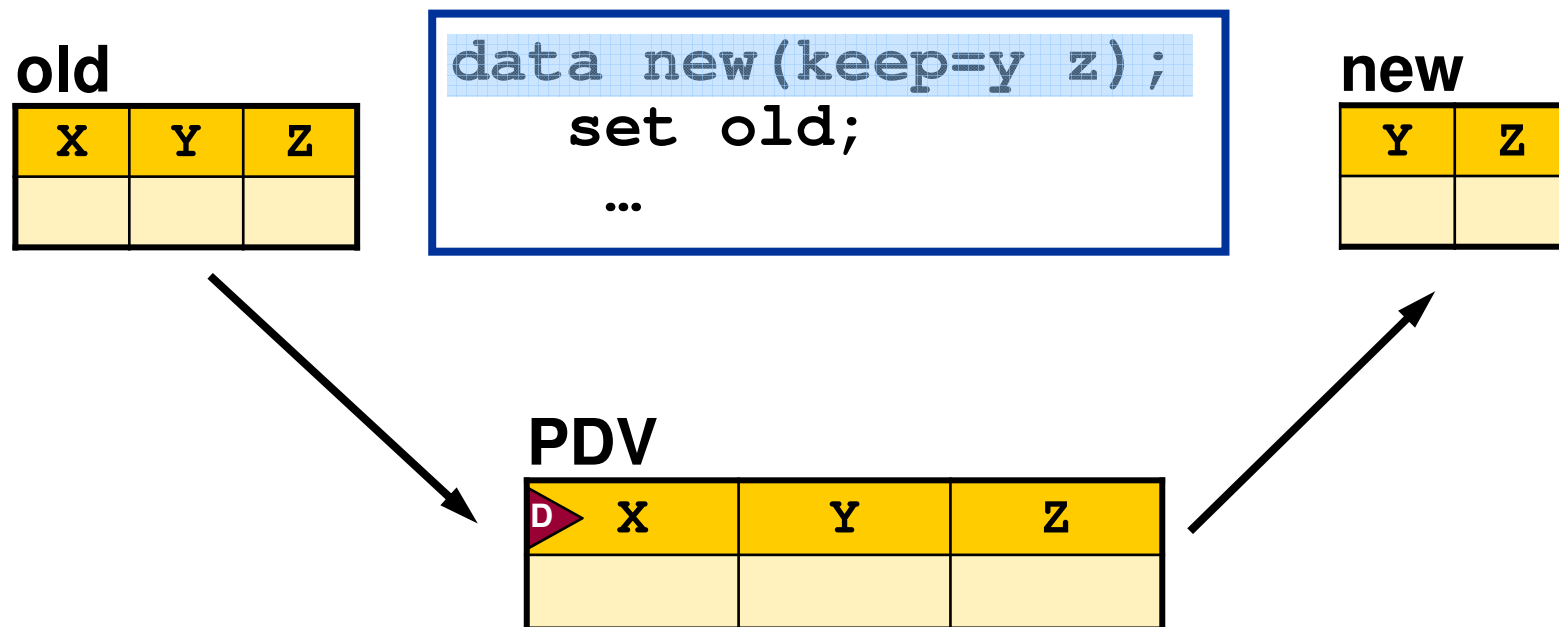 old
X Y Z
data new(keep=y z);
set old;
…
new
Y Z
PDV
D X Y Z